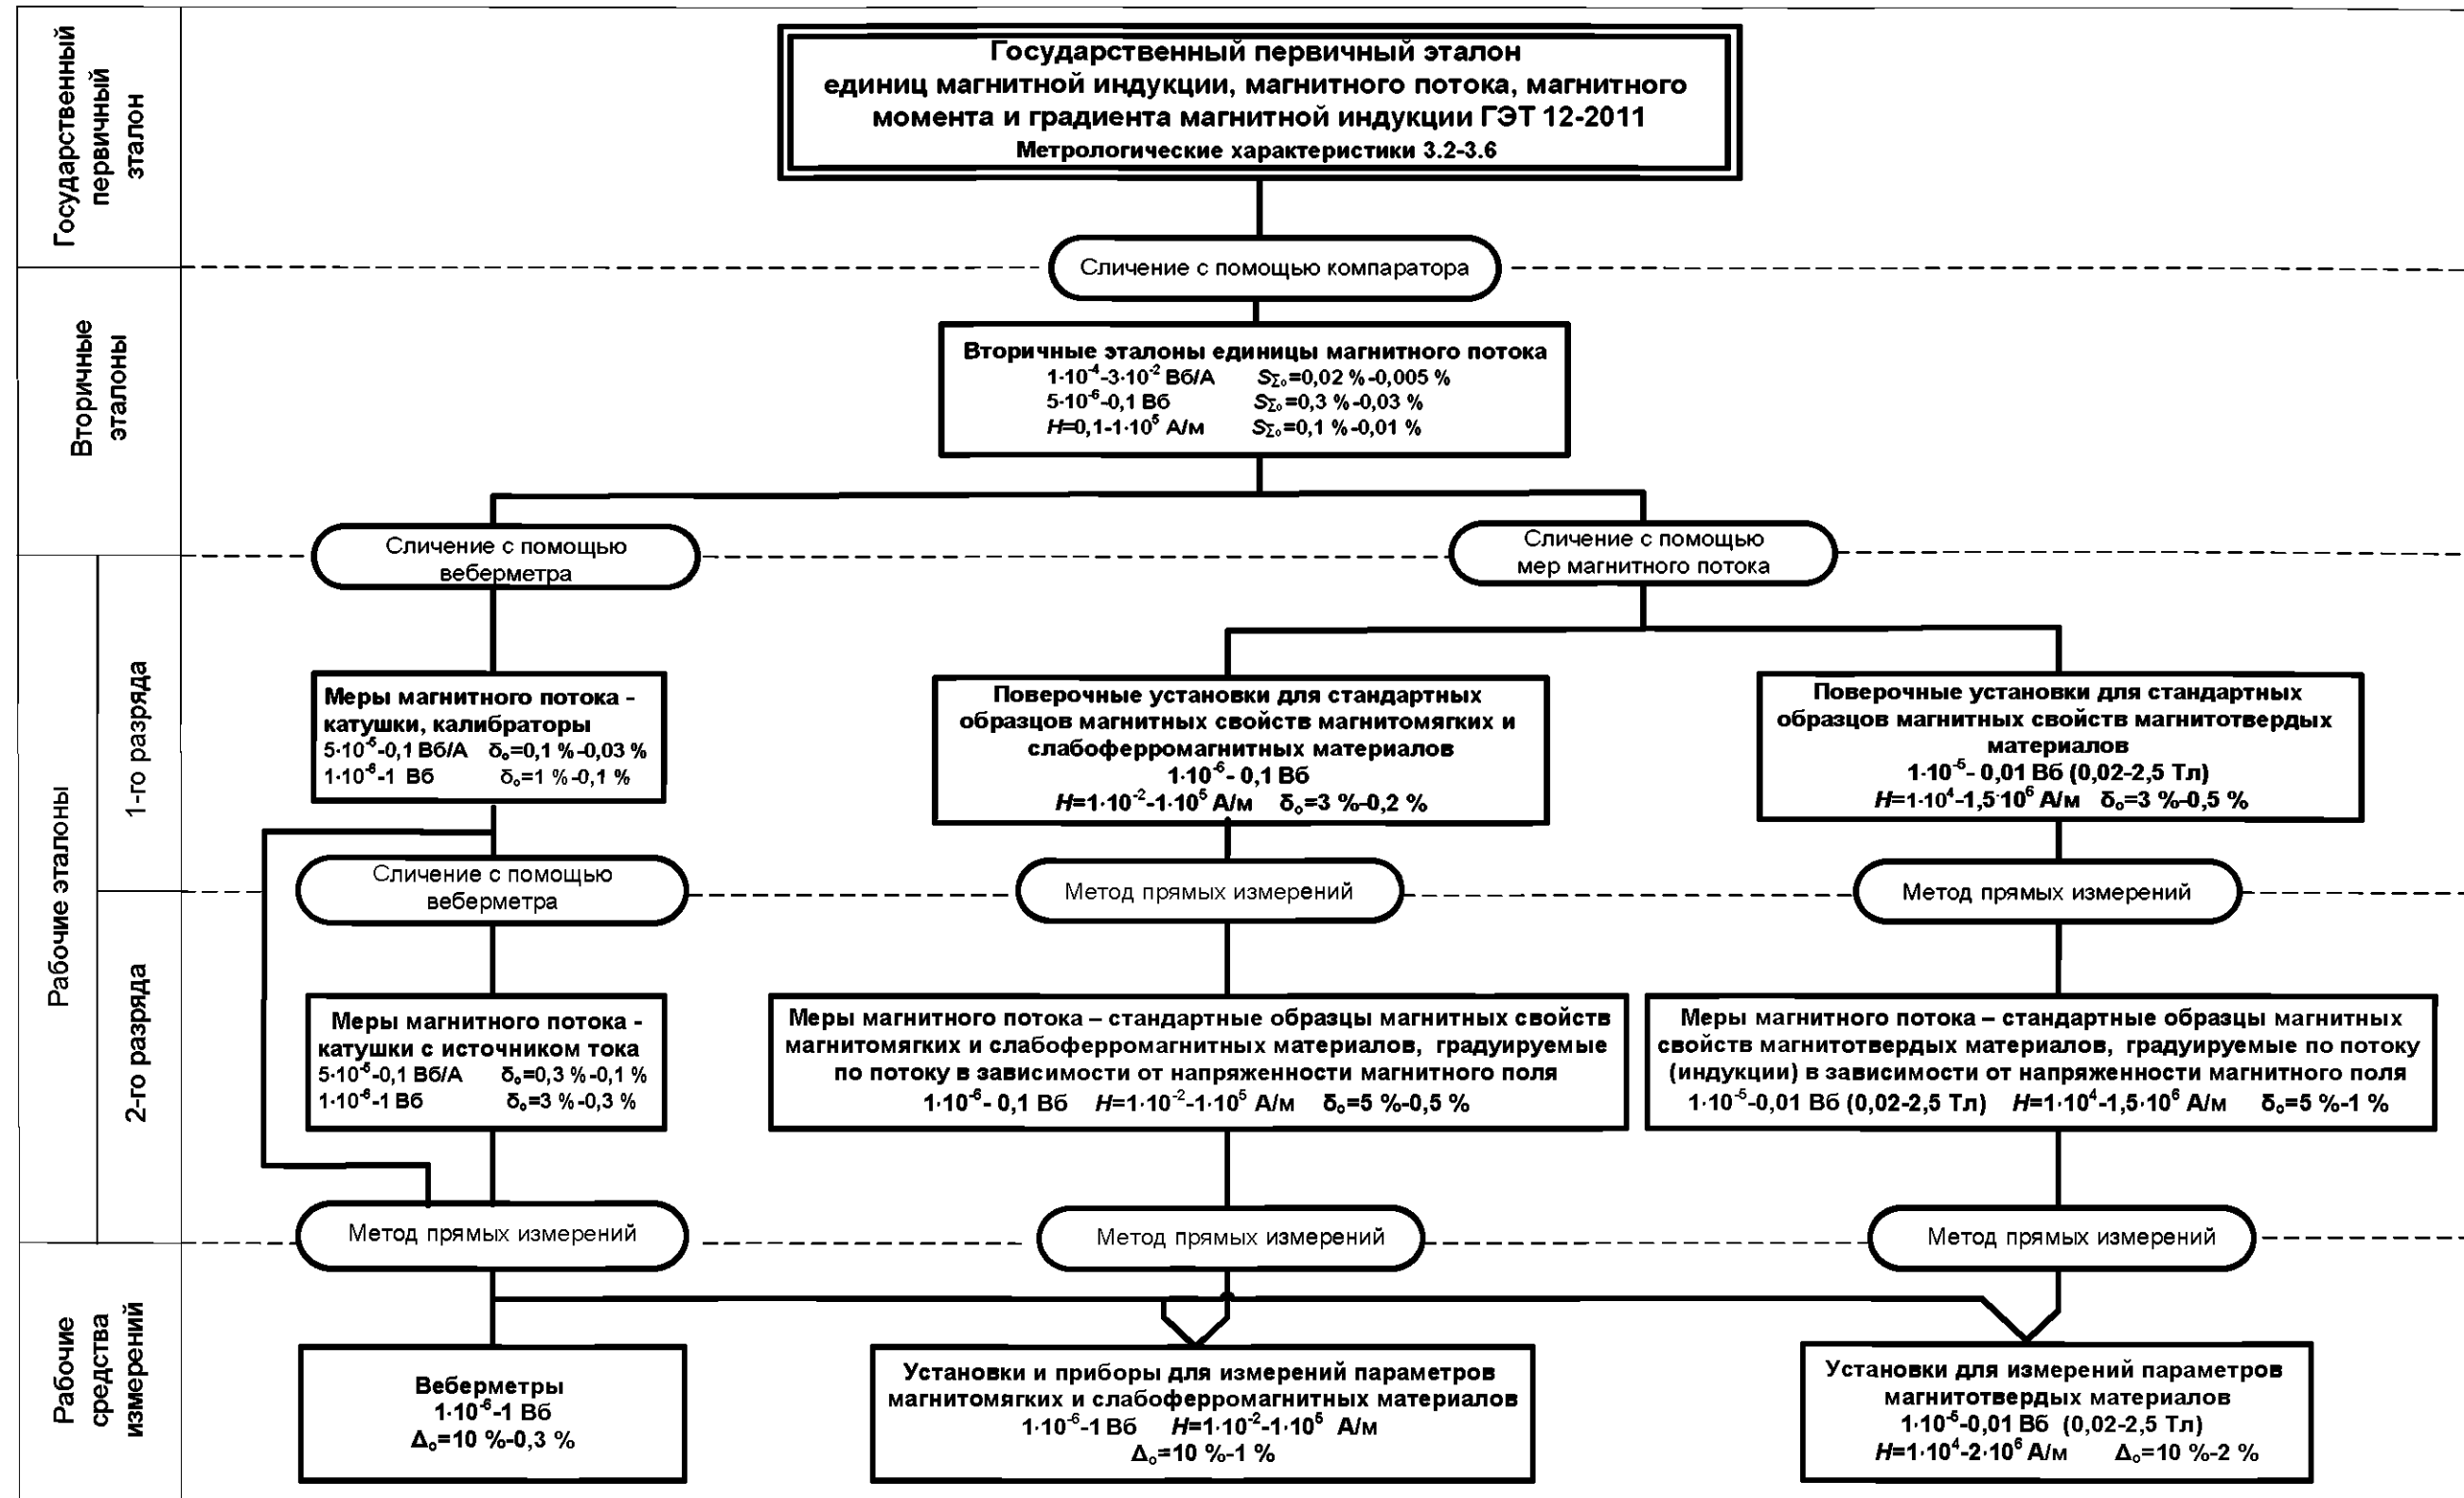 Государственный
первичный
эталон
Государственный первичный эталон
единиц магнитной индукции, магнитного потока, магнитного
момента и градиента магнитной индукции ГЭТ 12-2011
Метрологические характеристики 3.2-3.6
Сличение с помощью компаратора
Вторичные
эталоны
Вторичные эталоны единицы магнитного потока
1·10⁻⁴-3·10⁻² Вб/А S_Σ₀=0,02 %-0,005 %
5·10⁻⁶-0,1 Вб S_Σ₀=0,3 %-0,03 %
H=0,1-1·10⁵ А/м S_Σ₀=0,1 %-0,01 %
Сличение с помощью
веберметра
Сличение с помощью
мер магнитного потока
Рабочие эталоны
1-го разряда
Меры магнитного потока -
катушки, калибраторы
5·10⁻⁵-0,1 Вб/А δ₀=0,1 %-0,03 %
1·10⁻⁶-1 Вб δ₀=1 %-0,1 %
Поверочные установки для стандартных
образцов магнитных свойств магнитомягких и
слабоферромагнитных материалов
1·10⁻⁶- 0,1 Вб
H=1·10⁻²-1·10⁵ А/м δ₀=3 %-0,2 %
Поверочные установки для стандартных
образцов магнитных свойств магнитотвердых
материалов
1·10⁻⁵- 0,01 Вб (0,02-2,5 Тл)
H=1·10⁴-1,5·10⁶ А/м δ₀=3 %-0,5 %
Сличение с помощью
веберметра
Метод прямых измерений
Метод прямых измерений
2-го разряда
Меры магнитного потока -
катушки с источником тока
5·10⁻⁵-0,1 Вб/А δ₀=0,3 %-0,1 %
1·10⁻⁶-1 Вб δ₀=3 %-0,3 %
Меры магнитного потока – стандартные образцы магнитных свойств
магнитомягких и слабоферромагнитных материалов, градуируемые
по потоку в зависимости от напряженности магнитного поля
1·10⁻⁶- 0,1 Вб H=1·10⁻²-1·10⁵ А/м δ₀=5 %-0,5 %
Меры магнитного потока – стандартные образцы магнитных
свойств магнитотвердых материалов, градуируемые по потоку
(индукции) в зависимости от напряженности магнитного поля
1·10⁻⁵-0,01 Вб (0,02-2,5 Тл) H=1·10⁴-1,5·10⁶ А/м δ₀=5 %-1 %
Метод прямых измерений
Метод прямых измерений
Метод прямых измерений
Рабочие
средства
измерений
Веберметры
1·10⁻⁶-1 Вб
Δ₀=10 %-0,3 %
Установки и приборы для измерений параметров
магнитомягких и слабоферромагнитных материалов
1·10⁻⁶-1 Вб H=1·10⁻²-1·10⁵ А/м
Δ₀=10 %-1 %
Установки для измерений параметров
магнитотвердых материалов
1·10⁻⁵-0,01 Вб (0,02-2,5 Тл)
H=1·10⁴-2·10⁶ А/м Δ₀=10 %-2 %